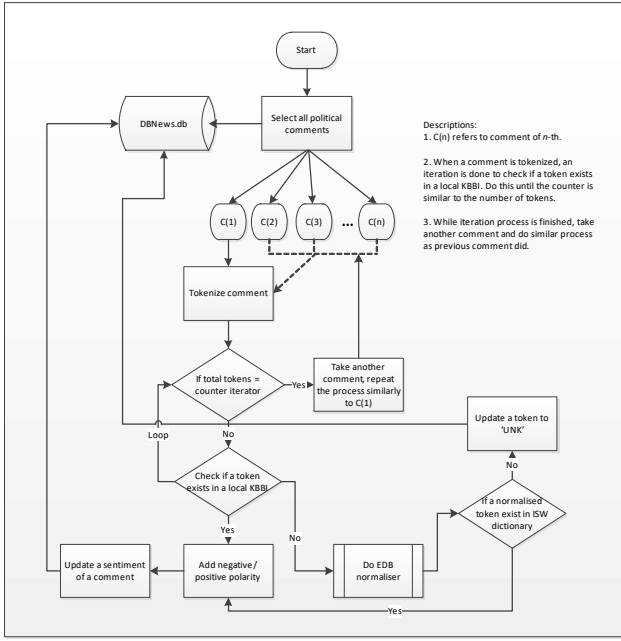 Start
DBNews.db
Select all political
comments
Descriptions:
1. C(n) refers to comment of n-th.
2. When a comment is tokenized, an
iteration is done to check if a token exists
in a local KBBI. Do this until the counter is
similar to the number of tokens.
3. While iteration process is finished, take
another comment and do similar process
as previous comment did.
C(1)
C(2)
C(3)
...
C(n)
Tokenize comment
If total tokens =
counter iterator
Yes
Take another
comment, repeat
the process similarly
to C(1)
Update a token to
‘UNK’
Loop
No
Check if a token
exists in a local KBBI
No
If a normalised
token exist in ISW
dictionary
Yes
No
Update a sentiment
of a comment
Add negative/
positive polarity
Do EDB
normaliser
Yes